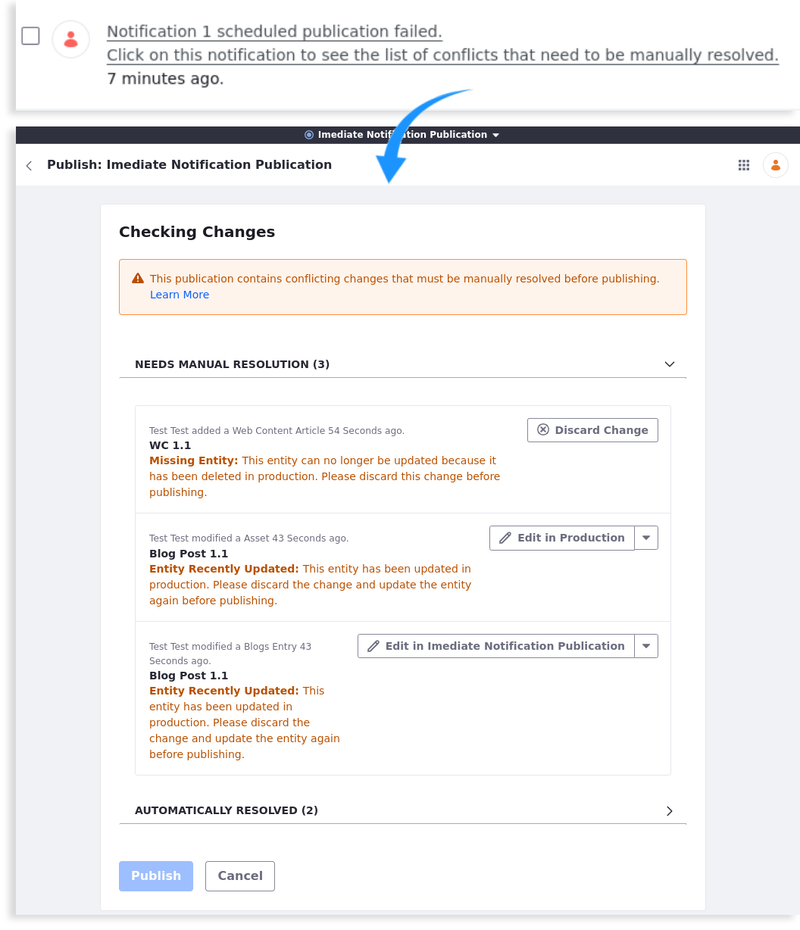 Notification 1 scheduled publication failed.
Click on this notification to see the list of conflicts that need to be manually resolved.
7 minutes ago.
Imediate Notification Publication
Publish: Imediate Notification Publication
Checking Changes
This publication contains conflicting changes that must be manually resolved before publishing.
Learn More
NEEDS MANUAL RESOLUTION (3)
Test Test added a Web Content Article 54 Seconds ago.
Discard Change
WC 1.1
Missing Entity: This entity can no longer be updated because it
has been deleted in production. Please discard this change before
publishing.
Test Test modified a Asset 43 Seconds ago.
Edit in Production
Blog Post 1.1
Entity Recently Updated: This entity has been updated in
production. Please discard the change and update the entity
again before publishing.
Test Test modified a Blogs Entry 43
Seconds ago.
Edit in Imediate Notification Publication
Blog Post 1.1
Entity Recently Updated: This
entity has been updated in
production. Please discard the
change and update the entity again
before publishing.
AUTOMATICALLY RESOLVED (2)
Publish
Cancel